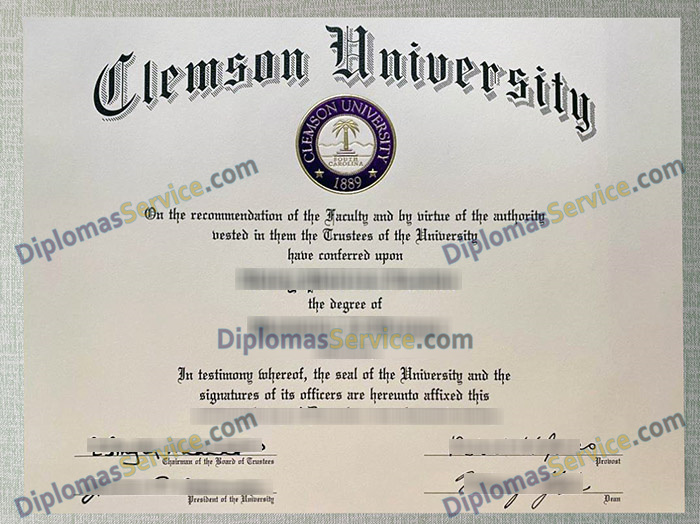 Clemson University
CLEMSON UNIVERSITY
SOUTH
CAROLINA
1889
DiplomasService.com
DiplomasService.com
On the recommendation of the Faculty and by virtue of the authority
vested in them the Trustees of the University
have conferred upon
the degree of
DiplomasService.com
In testimony whereof, the seal of the University and the
signatures of its officers are hereunto affixed this
Chairman of the Board of Trustees
Provost
DiplomasService.com
DiplomasService.com
President of the University
Dean